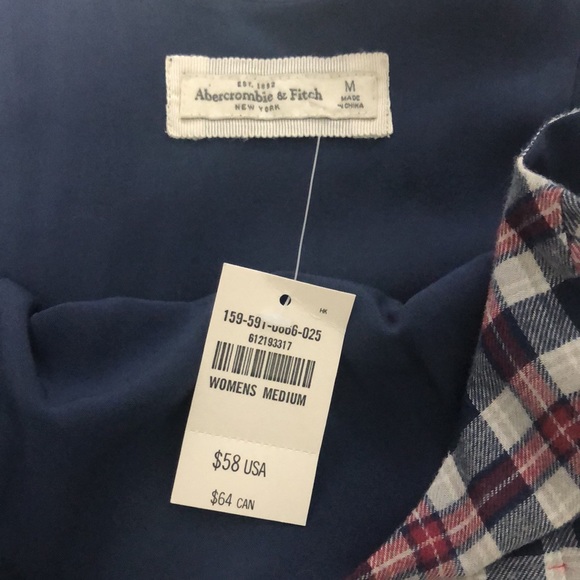 EST. 1892
Abercrombie & Fitch
NEW YORK
M
MADE
IN CHINA
HK
159-591-0866-025
612193317
WOMENS MEDIUM
$58 USA
$64 CAN